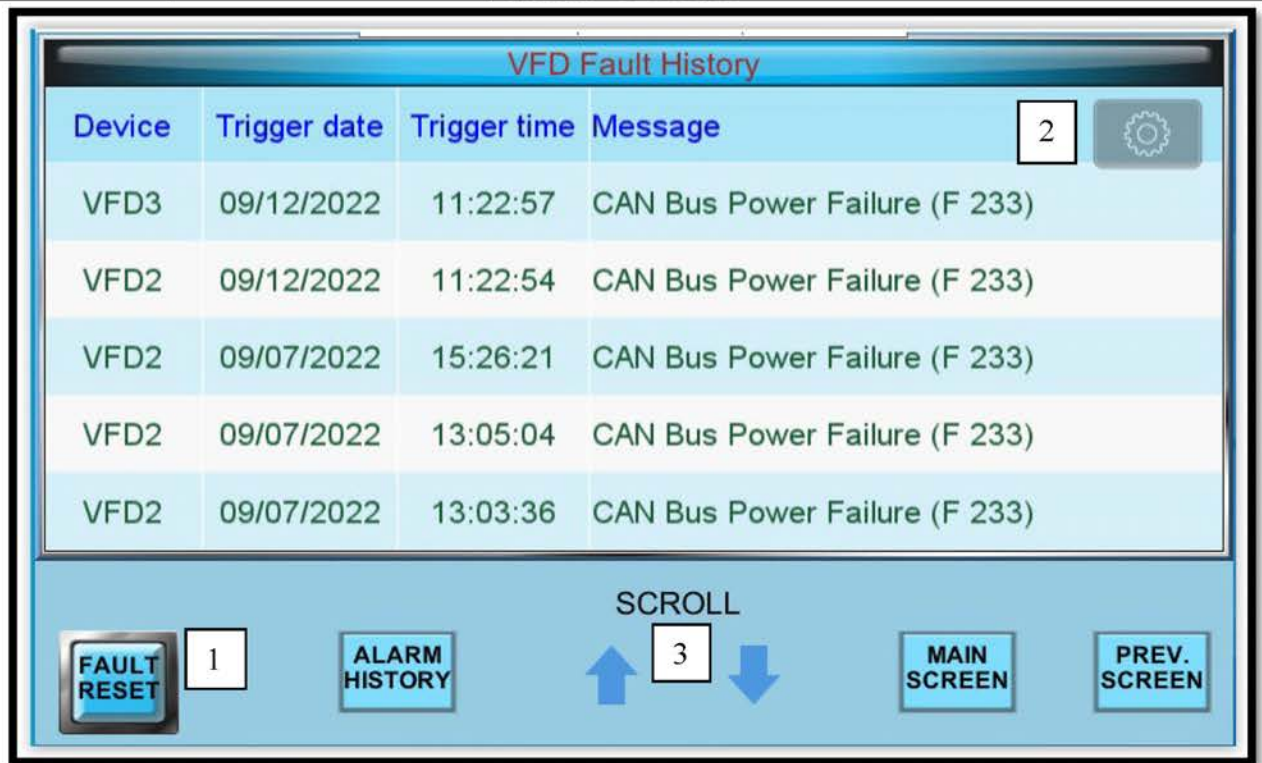 VFD Fault History
Device Trigger date Trigger time Message 2
VFD3 09/12/2022 11:22:57 CAN Bus Power Failure (F 233)
VFD2 09/12/2022 11:22:54 CAN Bus Power Failure (F 233)
VFD2 09/07/2022 15:26:21 CAN Bus Power Failure (F 233)
VFD2 09/07/2022 13:05:04 CAN Bus Power Failure (F 233)
VFD2 09/07/2022 13:03:36 CAN Bus Power Failure (F 233)
SCROLL
FAULT
RESET
1
ALARM
HISTORY
3
MAIN
SCREEN
PREV.
SCREEN